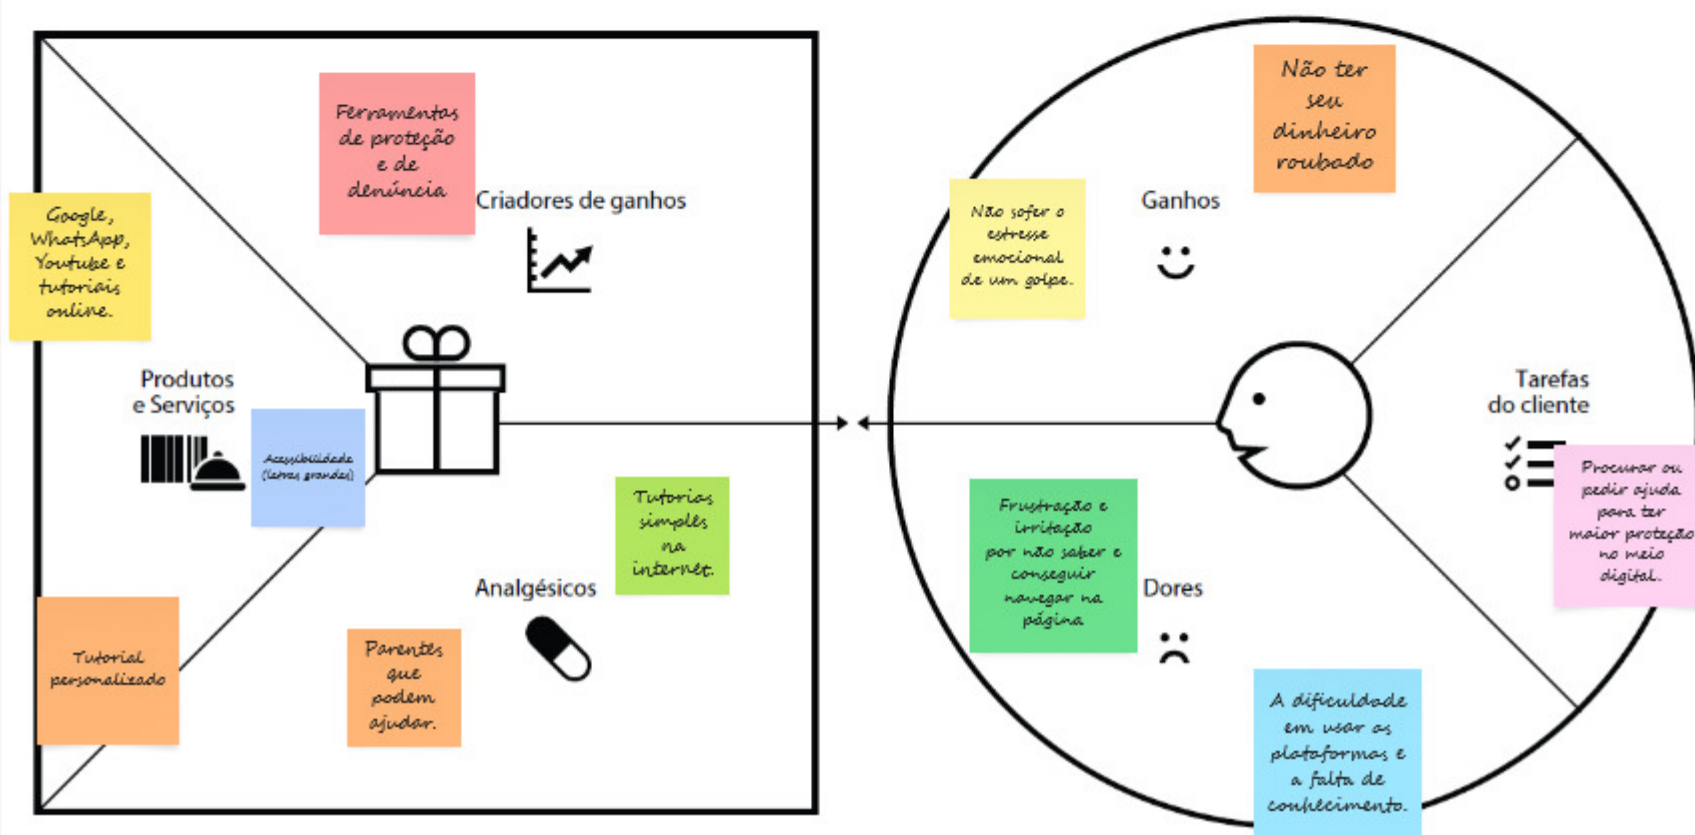 Ferramentas
de proteção
e de
denúncia
Criadores de ganhos
Google,
WhatsApp,
Youtube e
tutoriais
online.
Produtos
e Serviços
Acessibilidade
(letras grandes)
Tutorias
simples
na
internet.
Analgésicos
Tutorial
personalizado
Parentes
que
podem
ajudar.
Não ter
seu
dinheiro
roubado
Não sofer o
estresse
emocional
de um golpe.
Ganhos
Tarefas
do cliente
Procurar ou
pedir ajuda
para ter
maior proteção
no meio
digital.
Frustração e
irritação
por não saber e
conseguir
navegar na
página
Dores
A dificuldade
em usar as
plataformas e
a falta de
conhecimento.